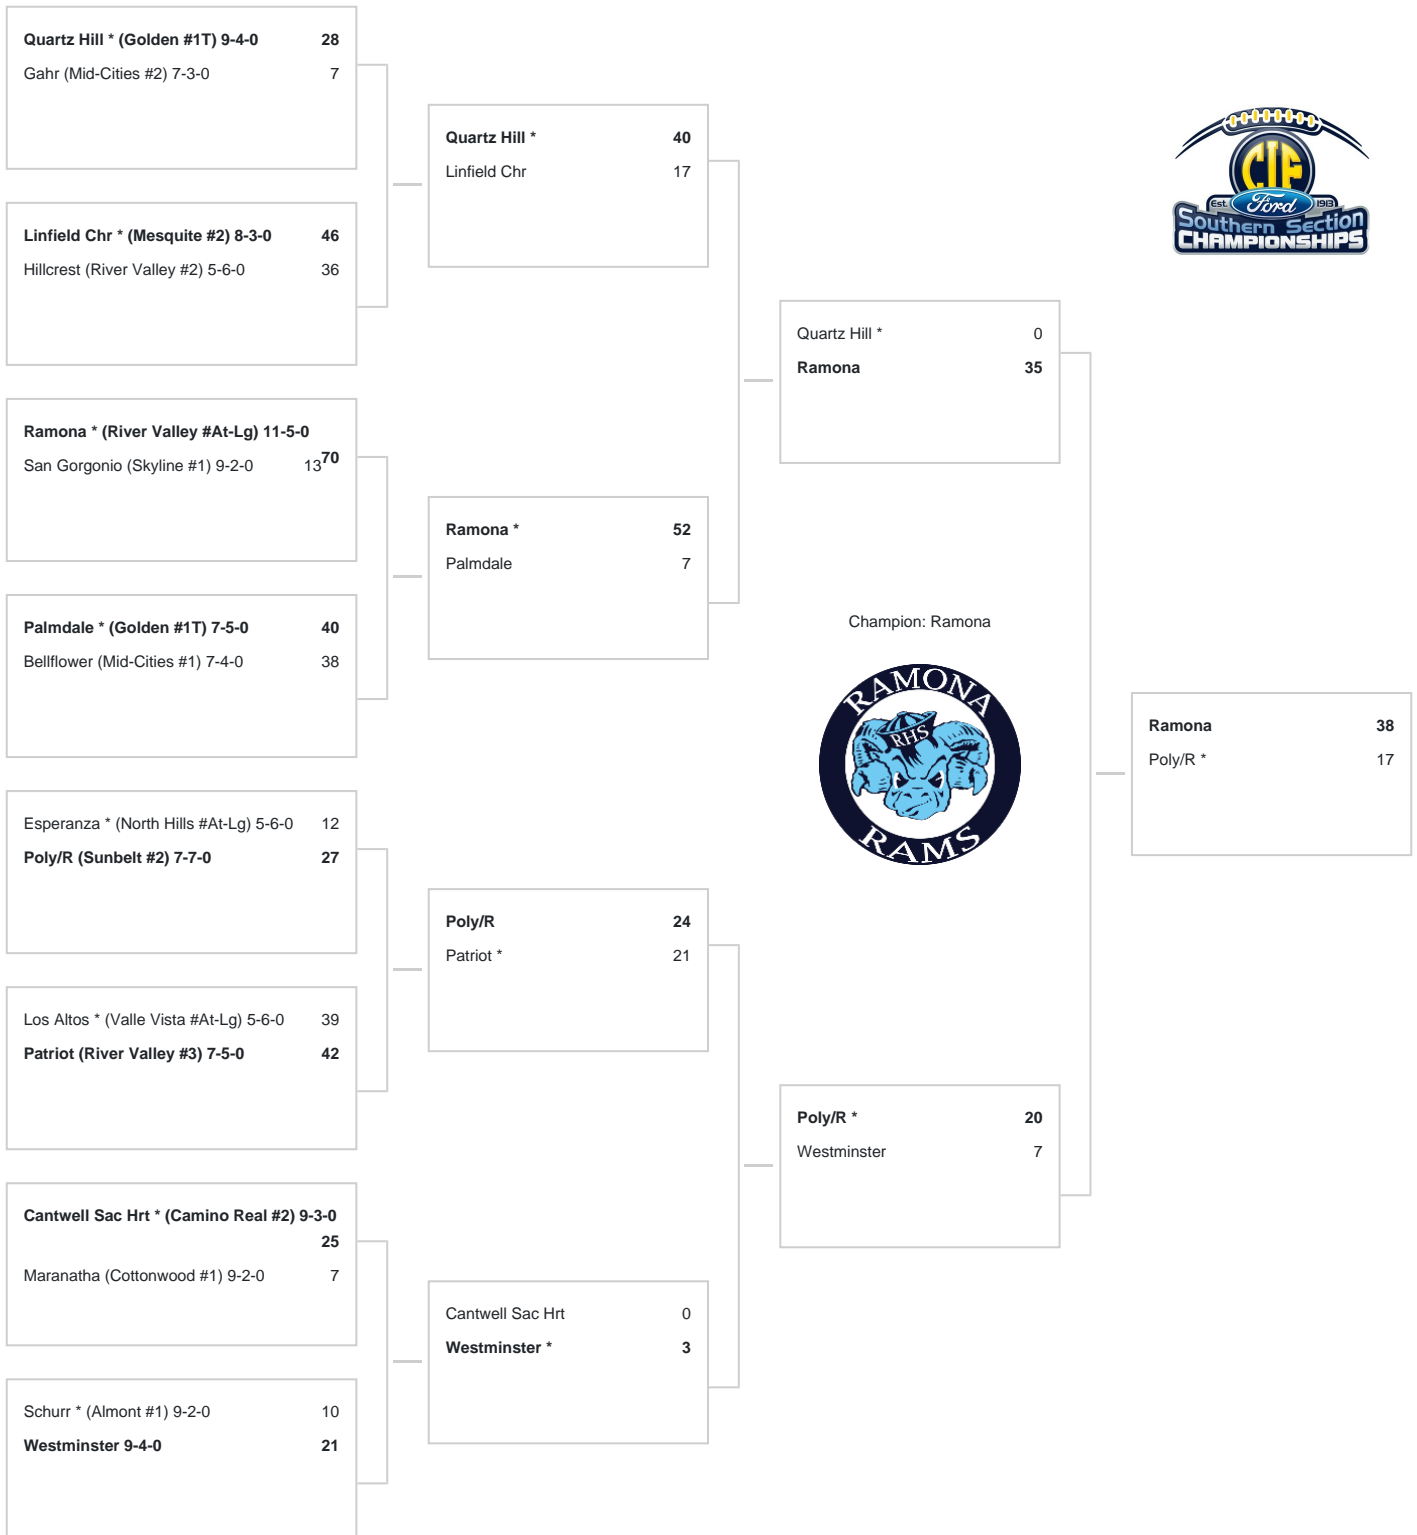 Quartz Hill * (Golden #1T) 9-4-0 28
Gahr (Mid-Cities #2) 7-3-0 7
Linfield Chr * (Mesquite #2) 8-3-0 46
Hillcrest (River Valley #2) 5-6-0 36
Ramona * (River Valley #At-Lg) 11-5-0
70
San Gorgonio (Skyline #1) 9-2-0 13
Palmdale * (Golden #1T) 7-5-0 40
Bellflower (Mid-Cities #1) 7-4-0 38
Esperanza * (North Hills #At-Lg) 5-6-0 12
Poly/R (Sunbelt #2) 7-7-0 27
Los Altos * (Valle Vista #At-Lg) 5-6-0 39
Patriot (River Valley #3) 7-5-0 42
Cantwell Sac Hrt * (Camino Real #2) 9-3-0
25
Maranatha (Cottonwood #1) 9-2-0 7
Schurr * (Almont #1) 9-2-0 10
Westminster 9-4-0 21
Quartz Hill * 40
Linfield Chr 17
Ramona * 52
Palmdale 7
Poly/R 24
Patriot * 21
Cantwell Sac Hrt 0
Westminster * 3
Quartz Hill * 0
Ramona 35
Poly/R * 20
Westminster 7
Champion: Ramona
RAMONA
RHS
RAMS
Ramona 38
Poly/R * 17
CIF
Est. Ford 1913
Southern Section
CHAMPIONSHIPS